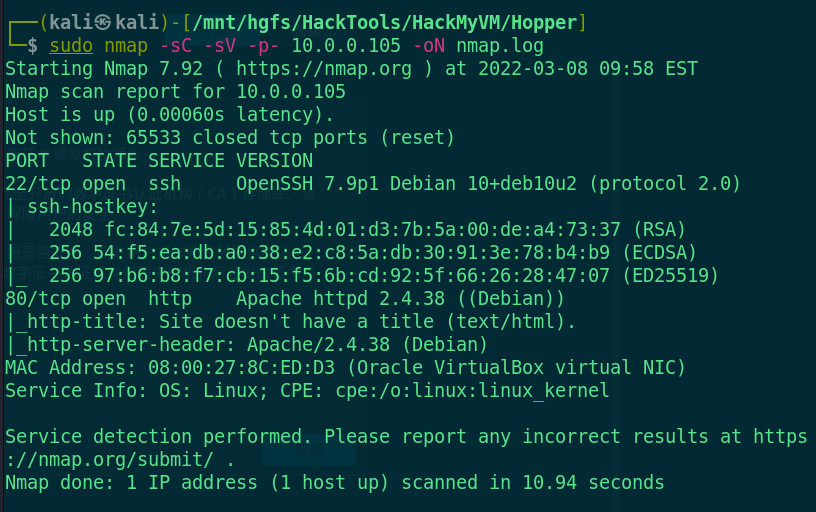 ┌──(kali㉿kali)-[/mnt/hgfs/HackTools/HackMyVM/Hopper]
└─$ sudo nmap -sC -sV -p- 10.0.0.105 -oN nmap.log
Starting Nmap 7.92 ( https://nmap.org ) at 2022-03-08 09:58 EST
Nmap scan report for 10.0.0.105
Host is up (0.00060s latency).
Not shown: 65533 closed tcp ports (reset)
PORT   STATE SERVICE VERSION
22/tcp open  ssh     OpenSSH 7.9p1 Debian 10+deb10u2 (protocol 2.0)
| ssh-hostkey:
|   2048 fc:84:7e:5d:15:85:4d:01:d3:7b:5a:00:de:a4:73:37 (RSA)
|   256 54:f5:ea:db:a0:38:e2:c8:5a:db:30:91:3e:78:b4:b9 (ECDSA)
|_  256 97:b6:b8:f7:cb:15:f5:6b:cd:92:5f:66:26:28:47:07 (ED25519)
80/tcp open  http    Apache httpd 2.4.38 ((Debian))
|_http-title: Site doesn't have a title (text/html).
|_http-server-header: Apache/2.4.38 (Debian)
MAC Address: 08:00:27:8C:ED:D3 (Oracle VirtualBox virtual NIC)
Service Info: OS: Linux; CPE: cpe:/o:linux:linux_kernel

Service detection performed. Please report any incorrect results at https
://nmap.org/submit/ .
Nmap done: 1 IP address (1 host up) scanned in 10.94 seconds